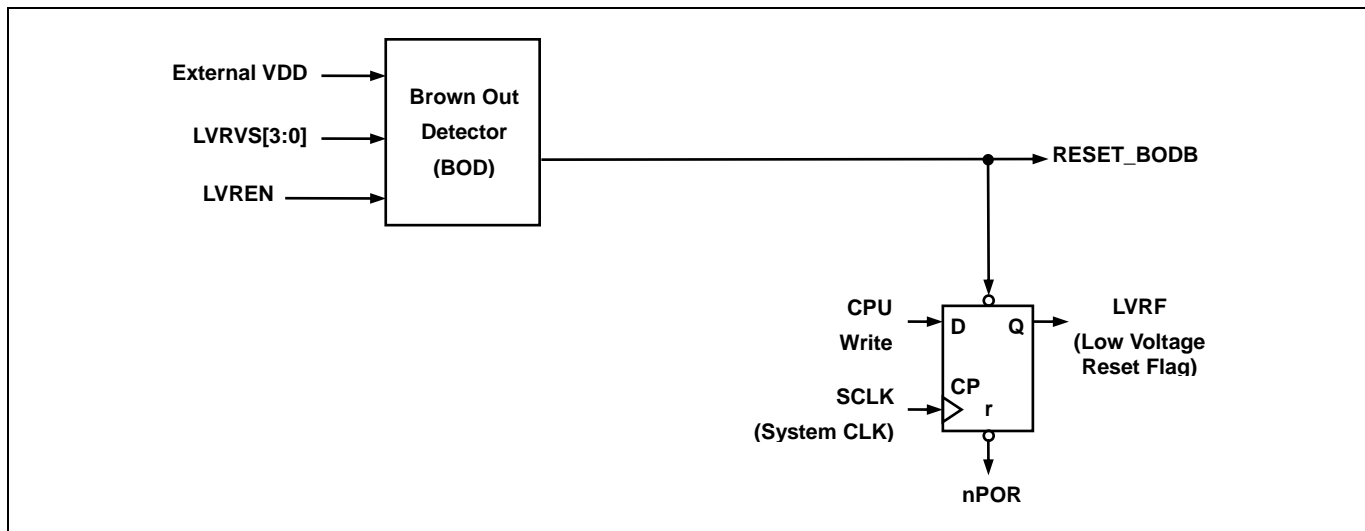 External VDD
LVRVS[3:0]
LVREN
Brown Out
Detector
(BOD)
RESET_BODB
CPU
Write
D
Q
LVRF
(Low Voltage
Reset Flag)
CP
SCLK
r
(System CLK)
nPOR